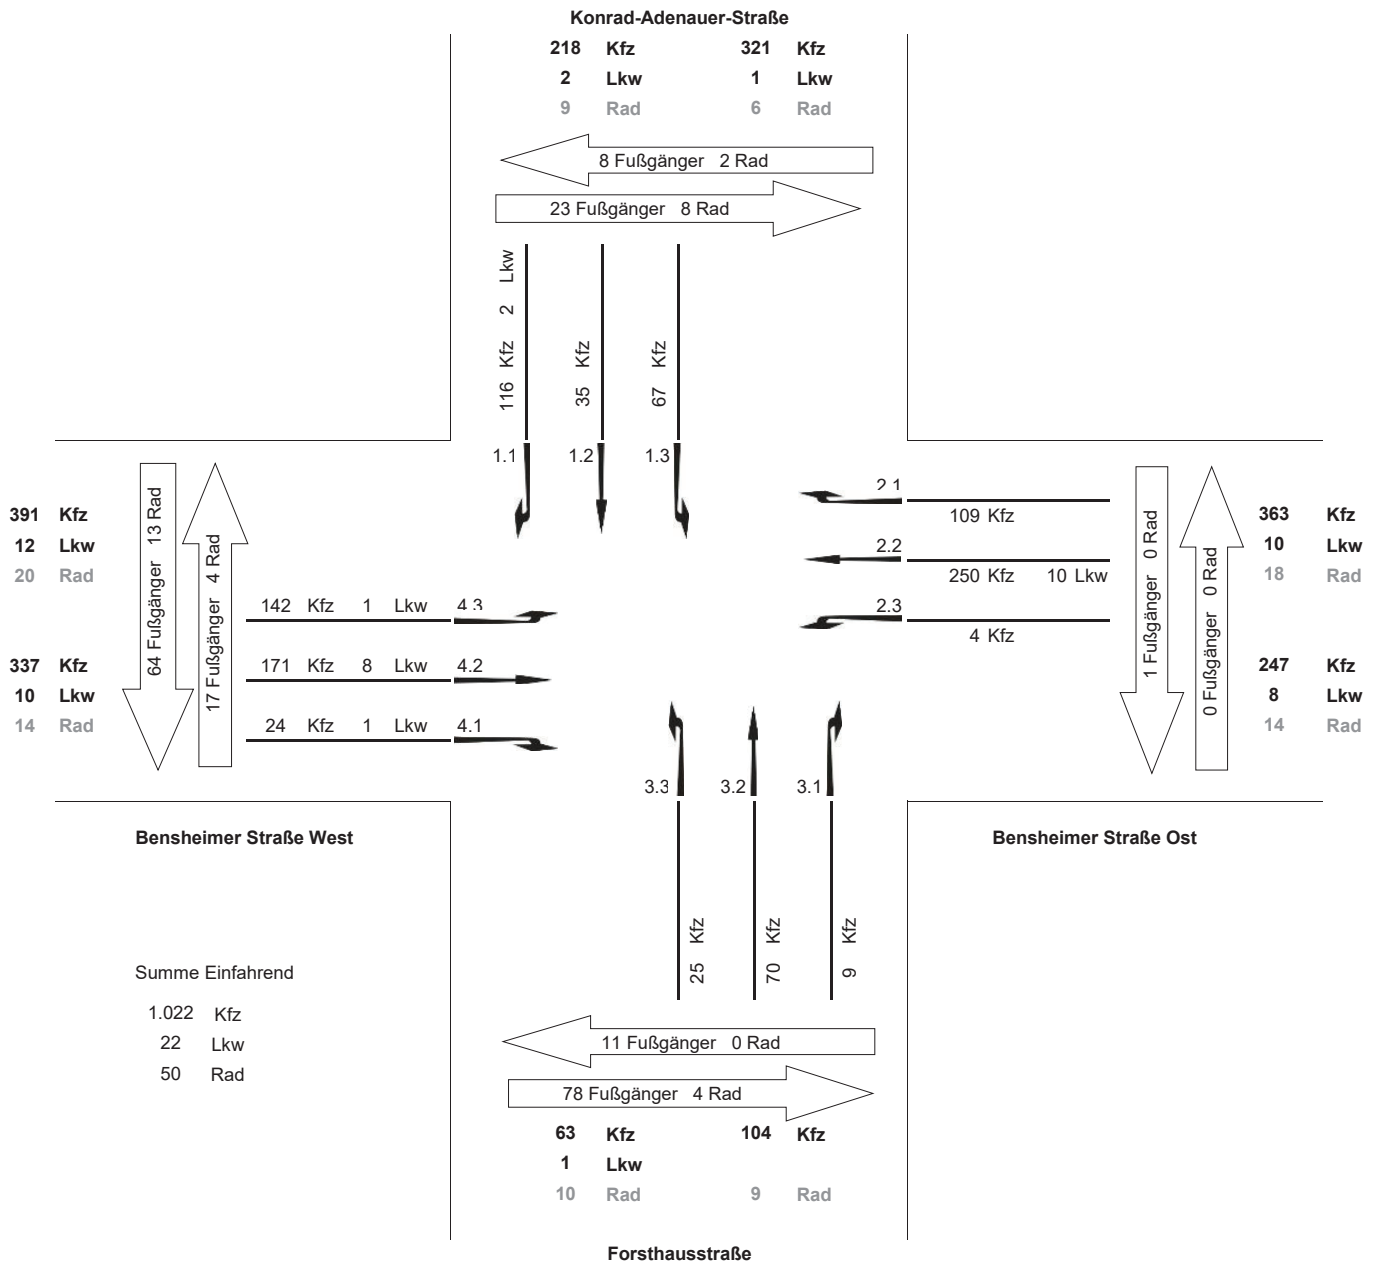 Konrad-Adenauer-Straße
218 Kfz 321 Kfz
2 Lkw 1 Lkw
9 Rad 6 Rad
8 Fußgänger 2 Rad
23 Fußgänger 8 Rad
116 Kfz 2 Lkw
35 Kfz
67 Kfz
1.1 1.2 1.3
391 Kfz
12 Lkw
20 Rad
337 Kfz
10 Lkw
14 Rad
64 Fußgänger 13 Rad
17 Fußgänger 4 Rad
142 Kfz 1 Lkw 4.3
171 Kfz 8 Lkw 4.2
24 Kfz 1 Lkw 4.1
2.1
109 Kfz
2.2
250 Kfz 10 Lkw
2.3
4 Kfz
1 Fußgänger 0 Rad
0 Fußgänger 0 Rad
363 Kfz
10 Lkw
18 Rad
247 Kfz
8 Lkw
14 Rad
3.3 3.2 3.1
Bensheimer Straße West
Bensheimer Straße Ost
25 Kfz
70 Kfz
9 Kfz
Summe Einfahrend
1.022 Kfz
22 Lkw
50 Rad
11 Fußgänger 0 Rad
78 Fußgänger 4 Rad
63 Kfz 104 Kfz
1 Lkw
10 Rad 9 Rad
Forsthausstraße